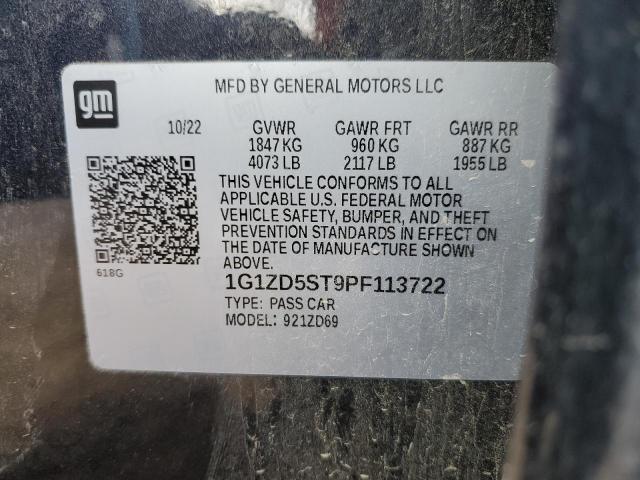 gm
MFD BY GENERAL MOTORS LLC
10/22 GVWR GAWR FRT GAWR RR
1847 KG 960 KG 887 KG
4073 LB 2117 LB 1955 LB
THIS VEHICLE CONFORMS TO ALL
APPLICABLE U.S. FEDERAL MOTOR
VEHICLE SAFETY, BUMPER, AND THEFT
PREVENTION STANDARDS IN EFFECT ON
THE DATE OF MANUFACTURE SHOWN
ABOVE.
618G
1G1ZD5ST9PF113722
TYPE: PASS CAR
MODEL: 921ZD69